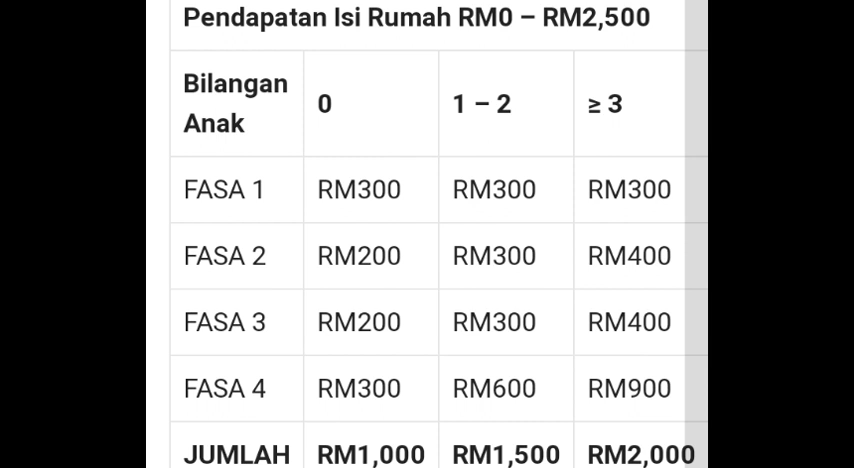 Pendapatan Isi Rumah RM0 – RM2,500
Bilangan
Anak
0
1 – 2
≥ 3
FASA 1 RM300 RM300 RM300
FASA 2 RM200 RM300 RM400
FASA 3 RM200 RM300 RM400
FASA 4 RM300 RM600 RM900
JUMLAH RM1,000 RM1,500 RM2,000